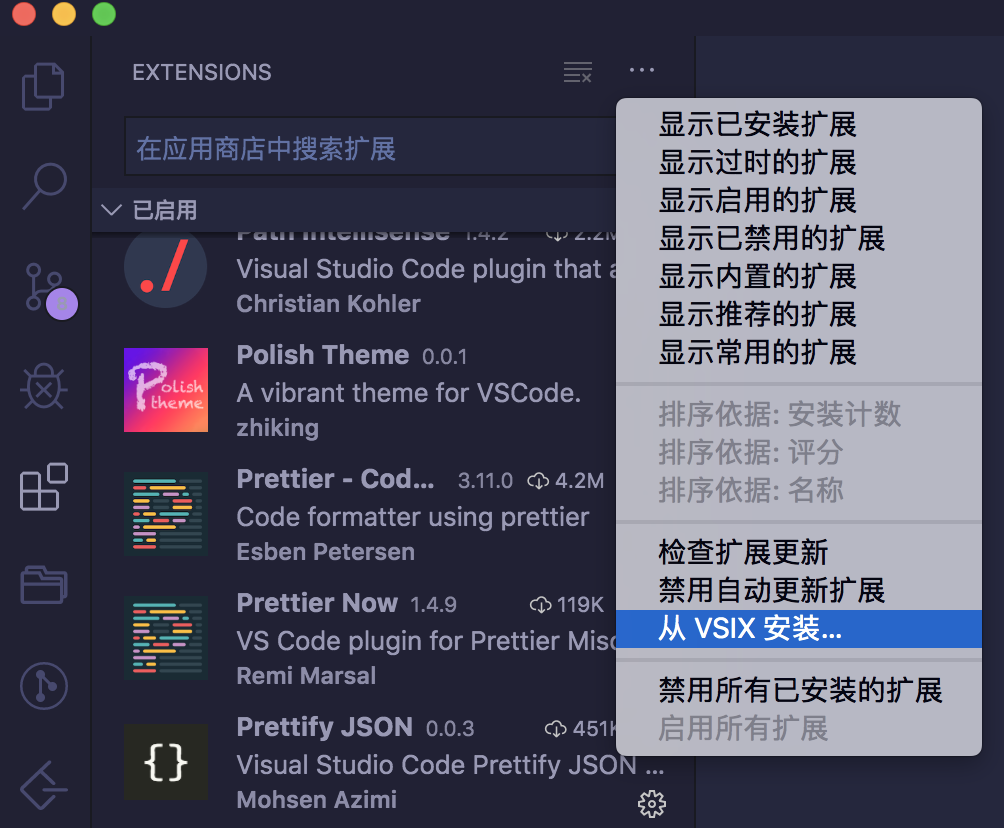 EXTENSIONS
在应用商店中搜索扩展
已启用
Path Intellisense 1.4.2 2.2M
Visual Studio Code plugin that a
Christian Kohler
Polish Theme 0.0.1
A vibrant theme for VSCode.
zhiking
Polish
theme
Prettier - Cod... 3.11.0 4.2M
Code formatter using prettier
Esben Petersen
Prettier Now 1.4.9 119K
VS Code plugin for Prettier Misc
Remi Marsal
{}
Prettify JSON 0.0.3 451K
Visual Studio Code Prettify JSON ...
Mohsen Azimi
显示已安装扩展
显示过时的扩展
显示启用的扩展
显示已禁用的扩展
显示内置的扩展
显示推荐的扩展
显示常用的扩展
排序依据: 安装计数
排序依据: 评分
排序依据: 名称
检查扩展更新
禁用自动更新扩展
从 VSIX 安装...
禁用所有已安装的扩展
启用所有扩展